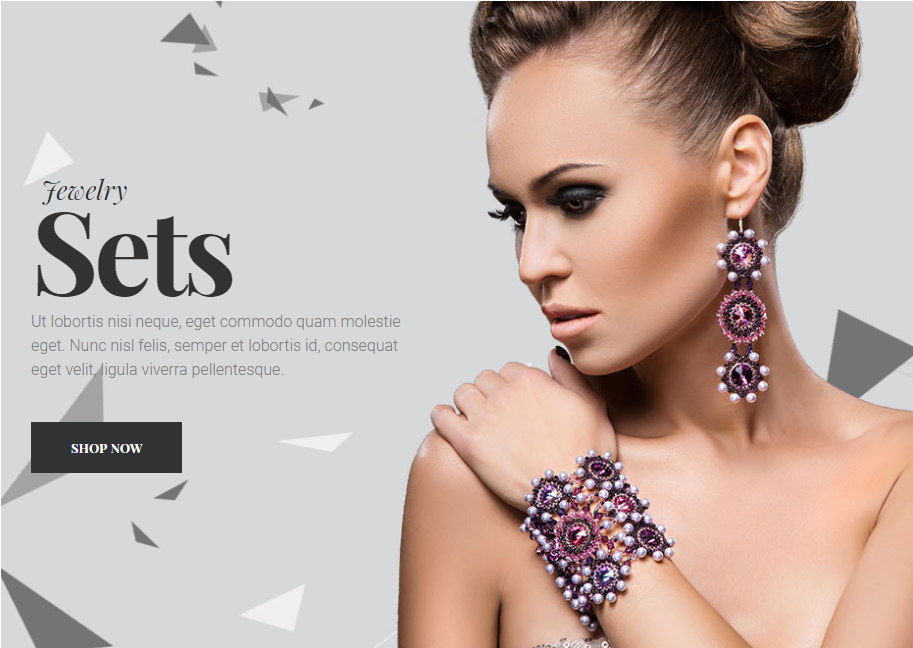 Jewelry
Sets
Ut lobortis nisi neque, eget commodo quam molestie
eget. Nunc nisl felis, semper et lobortis id, consequat
eget velit, ligula viverra pellentesque.
SHOP NOW